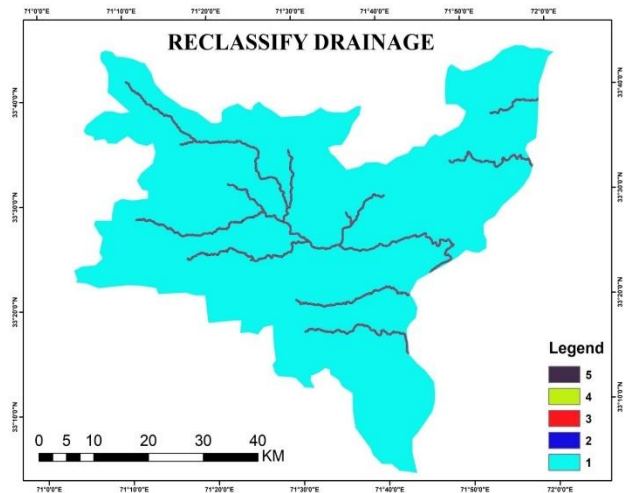 71°0'0"E 71°10'0"E 71°20'0"E 71°30'0"E 71°40'0"E 71°50'0"E 72°0'0"E
RECLASSIFY DRAINAGE
33°40'0"N 33°40'0"N
33°30'0"N 33°30'0"N
33°20'0"N 33°20'0"N
33°10'0"N 33°10'0"N
Legend
5
4
3
2
1
0 5 10 20 30 40
KM
71°0'0"E 71°10'0"E 71°20'0"E 71°30'0"E 71°40'0"E 71°50'0"E 72°0'0"E